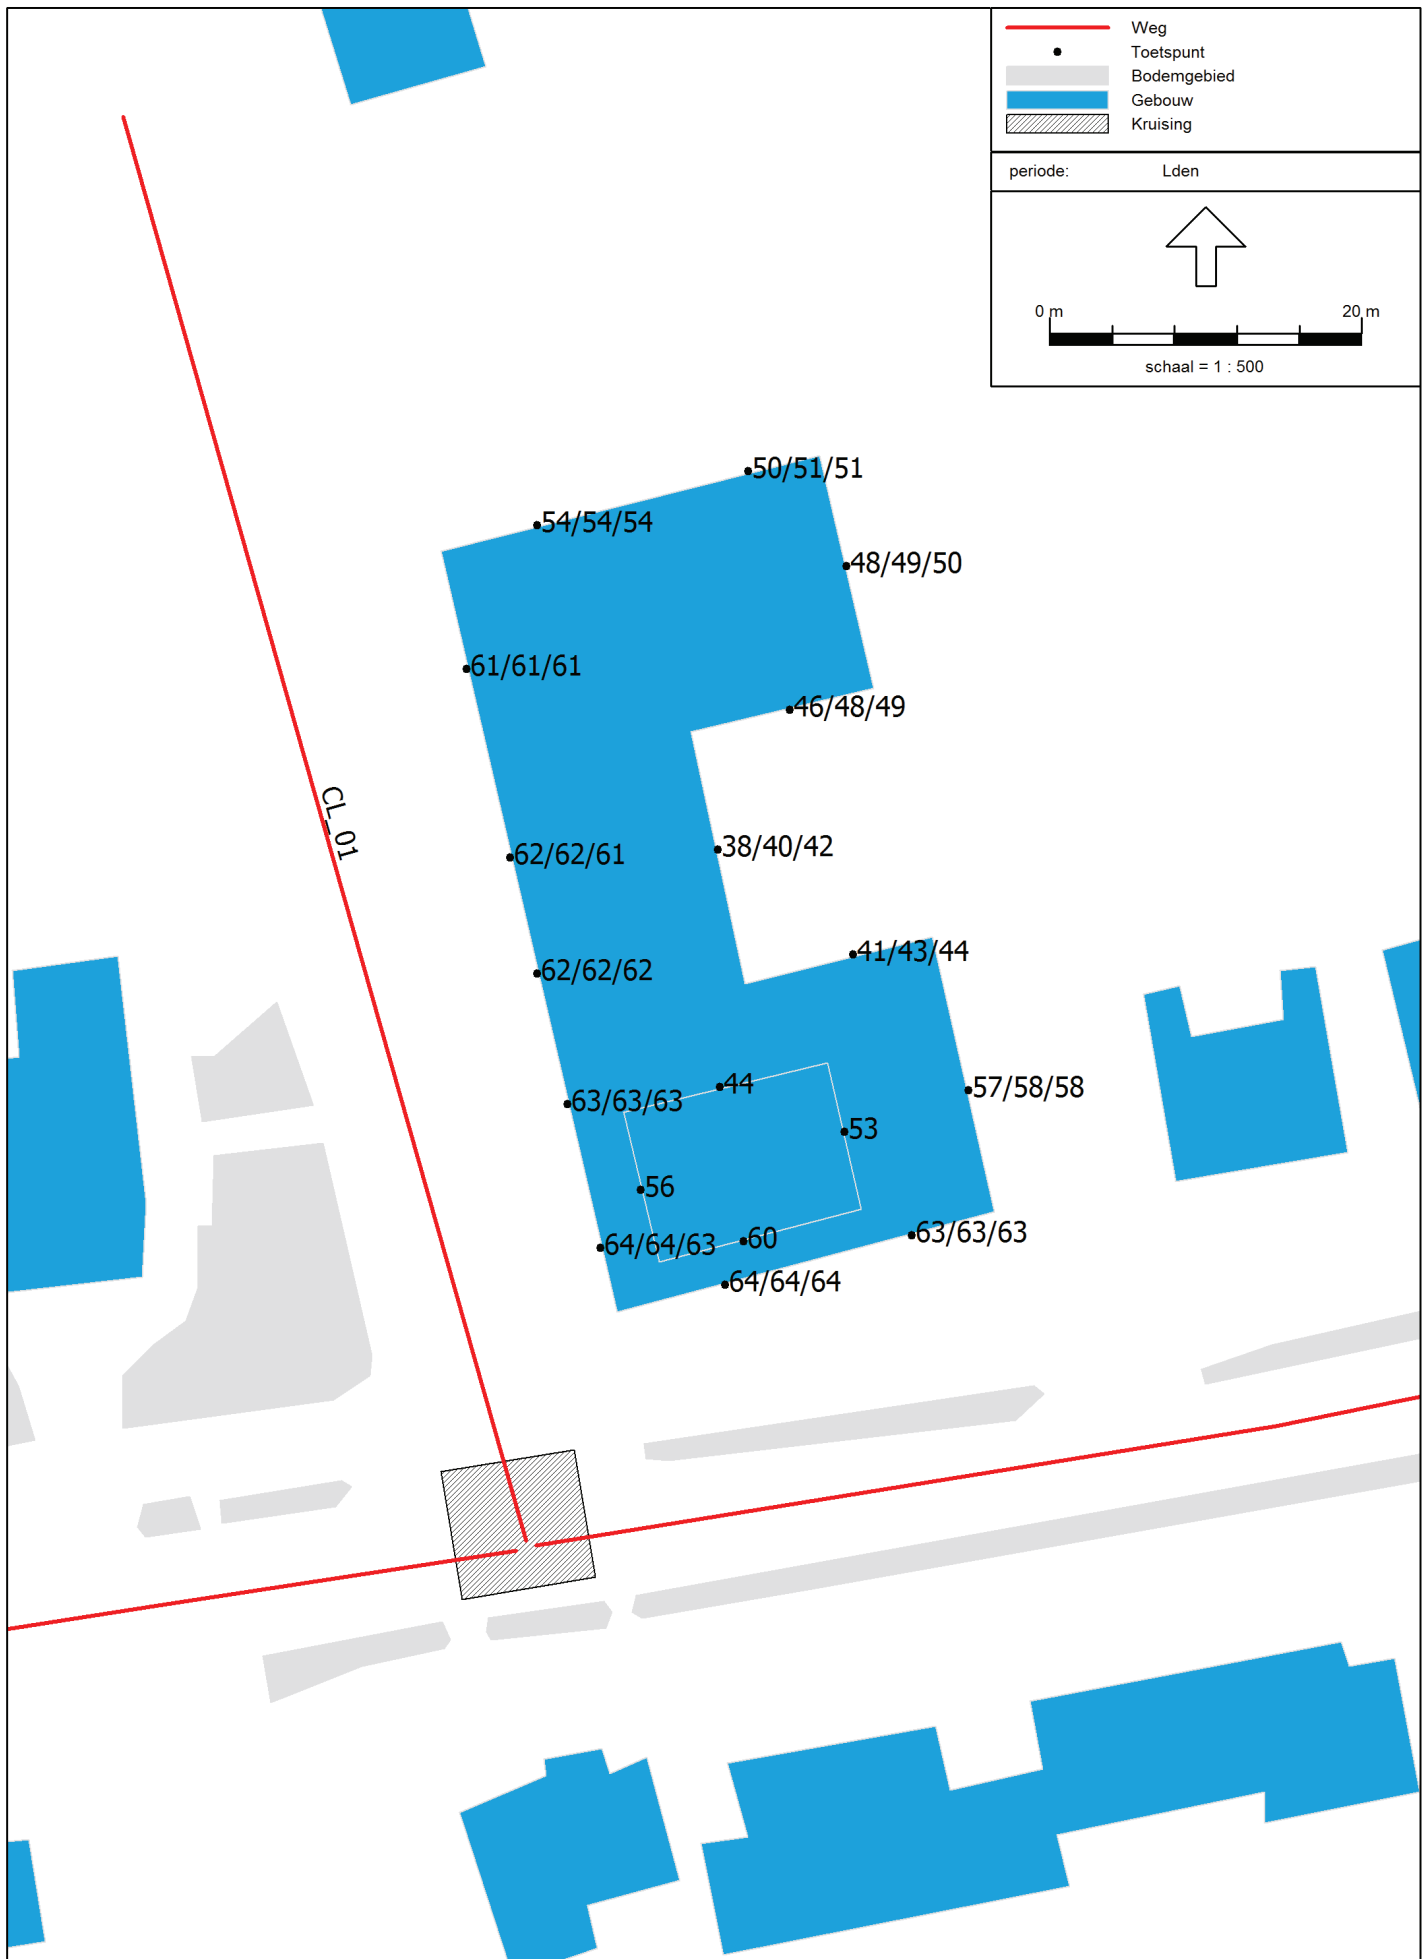 Weg
Toetspunt
Bodemgebied
Gebouw
Kruising
periode: Lden
0 m 20 m
schaal = 1 : 500
50/51/51
54/54/54
48/49/50
61/61/61
46/48/49
CL_01
62/62/61
38/40/42
41/43/44
62/62/62
44
57/58/58
63/63/63
53
56
60
63/63/63
64/64/63
64/64/64